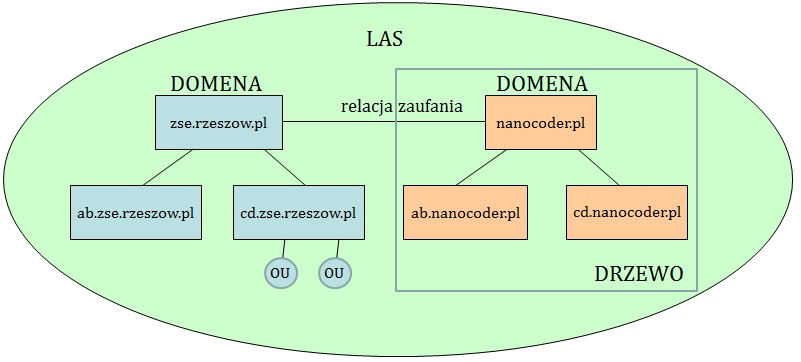 LAS
DOMENA
DOMENA
relacja zaufania
zse.rzeszow.pl
nanocoder.pl
ab.zse.rzeszow.pl
cd.zse.rzeszow.pl
ab.nanocoder.pl
cd.nanocoder.pl
OU
OU
DRZEWO